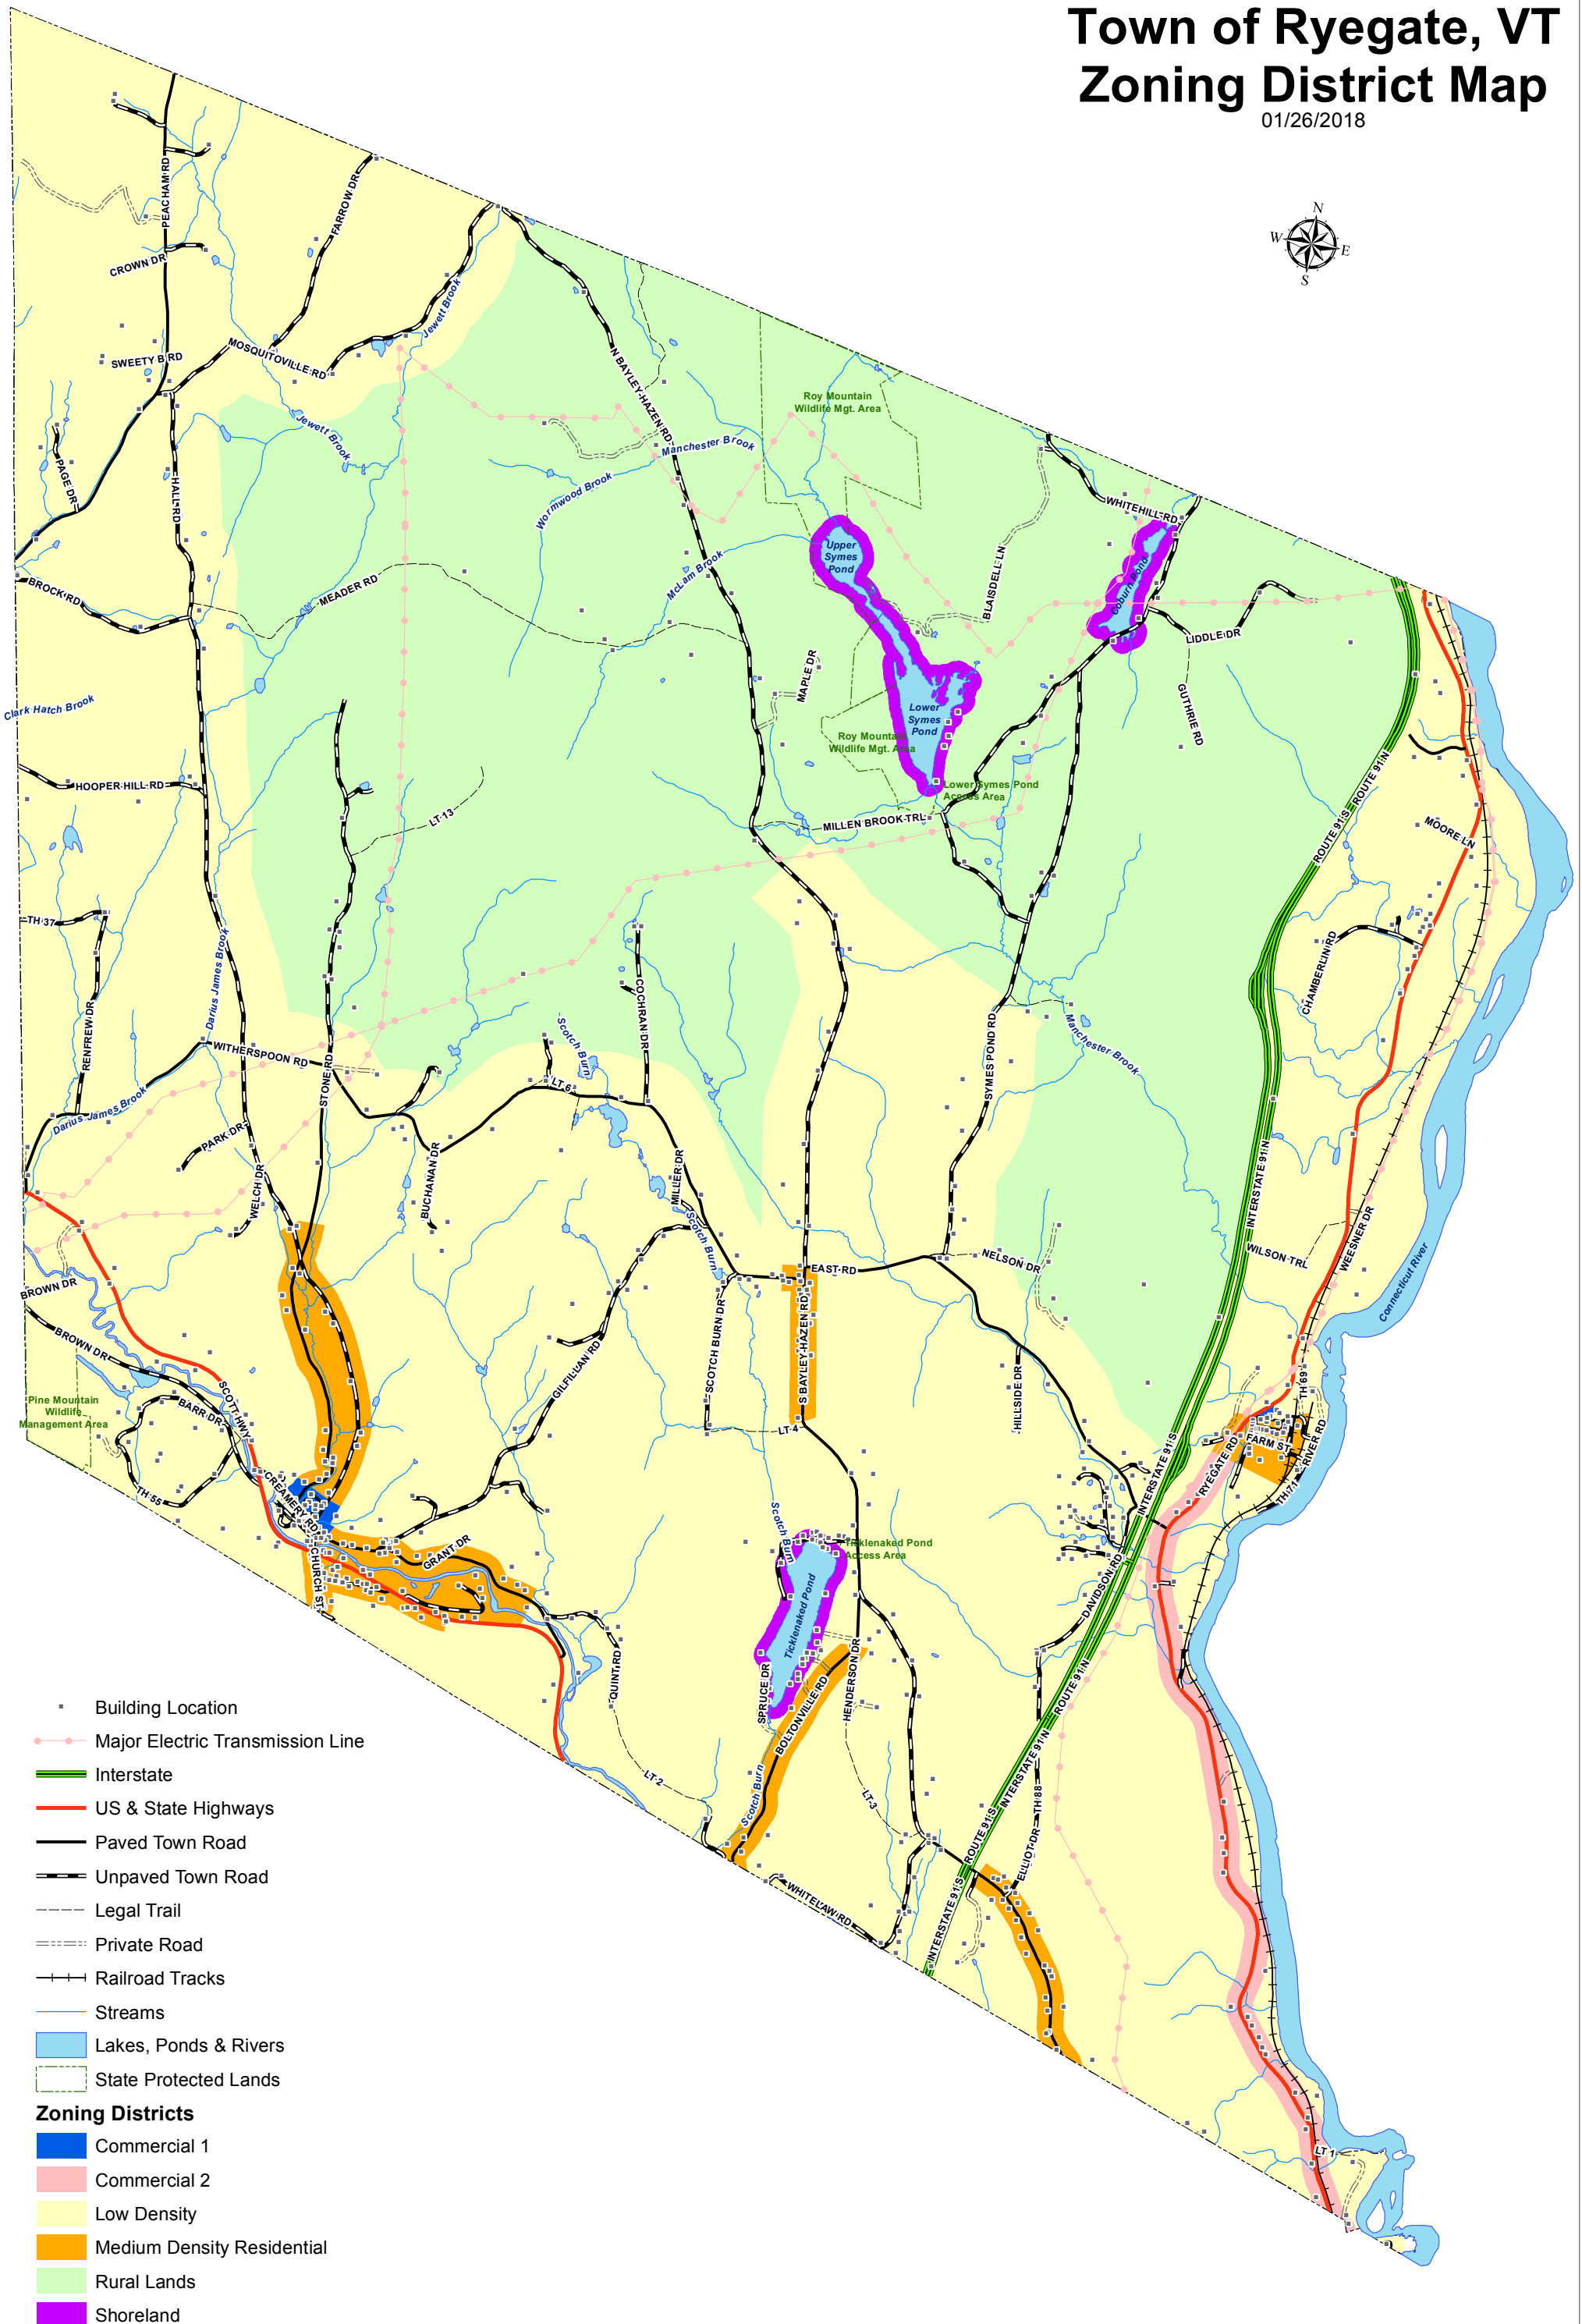 Town of Ryegate, VT
Zoning District Map
01/26/2018
N
W
E
S
PEACHAM RD
FARROW DR
CROWN DR
Jewett Brook
SWEETY B RD
MOSQUITOVILLE RD
N BAYLEY-HAZEN RD
Roy Mountain
Wildlife Mgt. Area
Jewett Brook
Manchester Brook
PAGE DR
HALL RD
Wormwood Brook
WHITEHILL RD
Upper
Symes
Pond
BLAISDELL LN
McLam Brook
Coburn Pond
BROCK RD
MEADER RD
LIDDLE DR
MAPLE DR
GUTHRIE RD
Clark Hatch Brook
Lower
Symes
Pond
Roy Mountain
Wildlife Mgt. Area
HOOPER HILL RD
Lower Symes Pond
Access Area
ROUTE 91 N
ROUTE 91 S
LT 13
MILLEN BROOK TRL
MOORE LN
TH 37
CHAMBERLIN RD
Darius James Brook
COCHRAN DR
RENFREW DR
Scotch Burn
SYMES POND RD
Manchester Brook
WITHERSPOON RD
STONE RD
LT 6
Darius James Brook
PARK DR
INTERSTATE 91 N
BUCHANAN DR
WELCH DR
MILLER DR
Scotch Burn
WEESNER DR
WILSON TRL
NELSON DR
EAST RD
Connecticut River
BROWN DR
BROWN DR
S BAYLEY-HAZEN RD
SCOTCH BURN DR
GILFILLAN RD
HILLSIDE DR
TH 69
SCOTT HWY
BARR DR
Pine Mountain
Wildlife
Management Area
LT 4
FARM ST
RIVER RD
RYEGATE RD
INTERSTATE 91 S
TH 71
TH 55
CREAMERY RD
CHURCH ST
GRANT DR
Scotch Burn
Ticklenaked Pond
Access Area
DAVIDSON RD
Ticklenaked Pond
QUINT RD
SPRUCE DR
HENDERSON DR
BOLTONVILLE RD
ROUTE 91 N
INTERSTATE 91 N
LT 2
LT 3
Scotch Burn
TH 88
ROUTE 91 S
ELLIOT DR
WHITELAW RD
INTERSTATE 91 S
LT 1
Building Location
Major Electric Transmission Line
Interstate
US & State Highways
Paved Town Road
Unpaved Town Road
Legal Trail
Private Road
Railroad Tracks
Streams
Lakes, Ponds & Rivers
State Protected Lands
Zoning Districts
Commercial 1
Commercial 2
Low Density
Medium Density Residential
Rural Lands
Shoreland